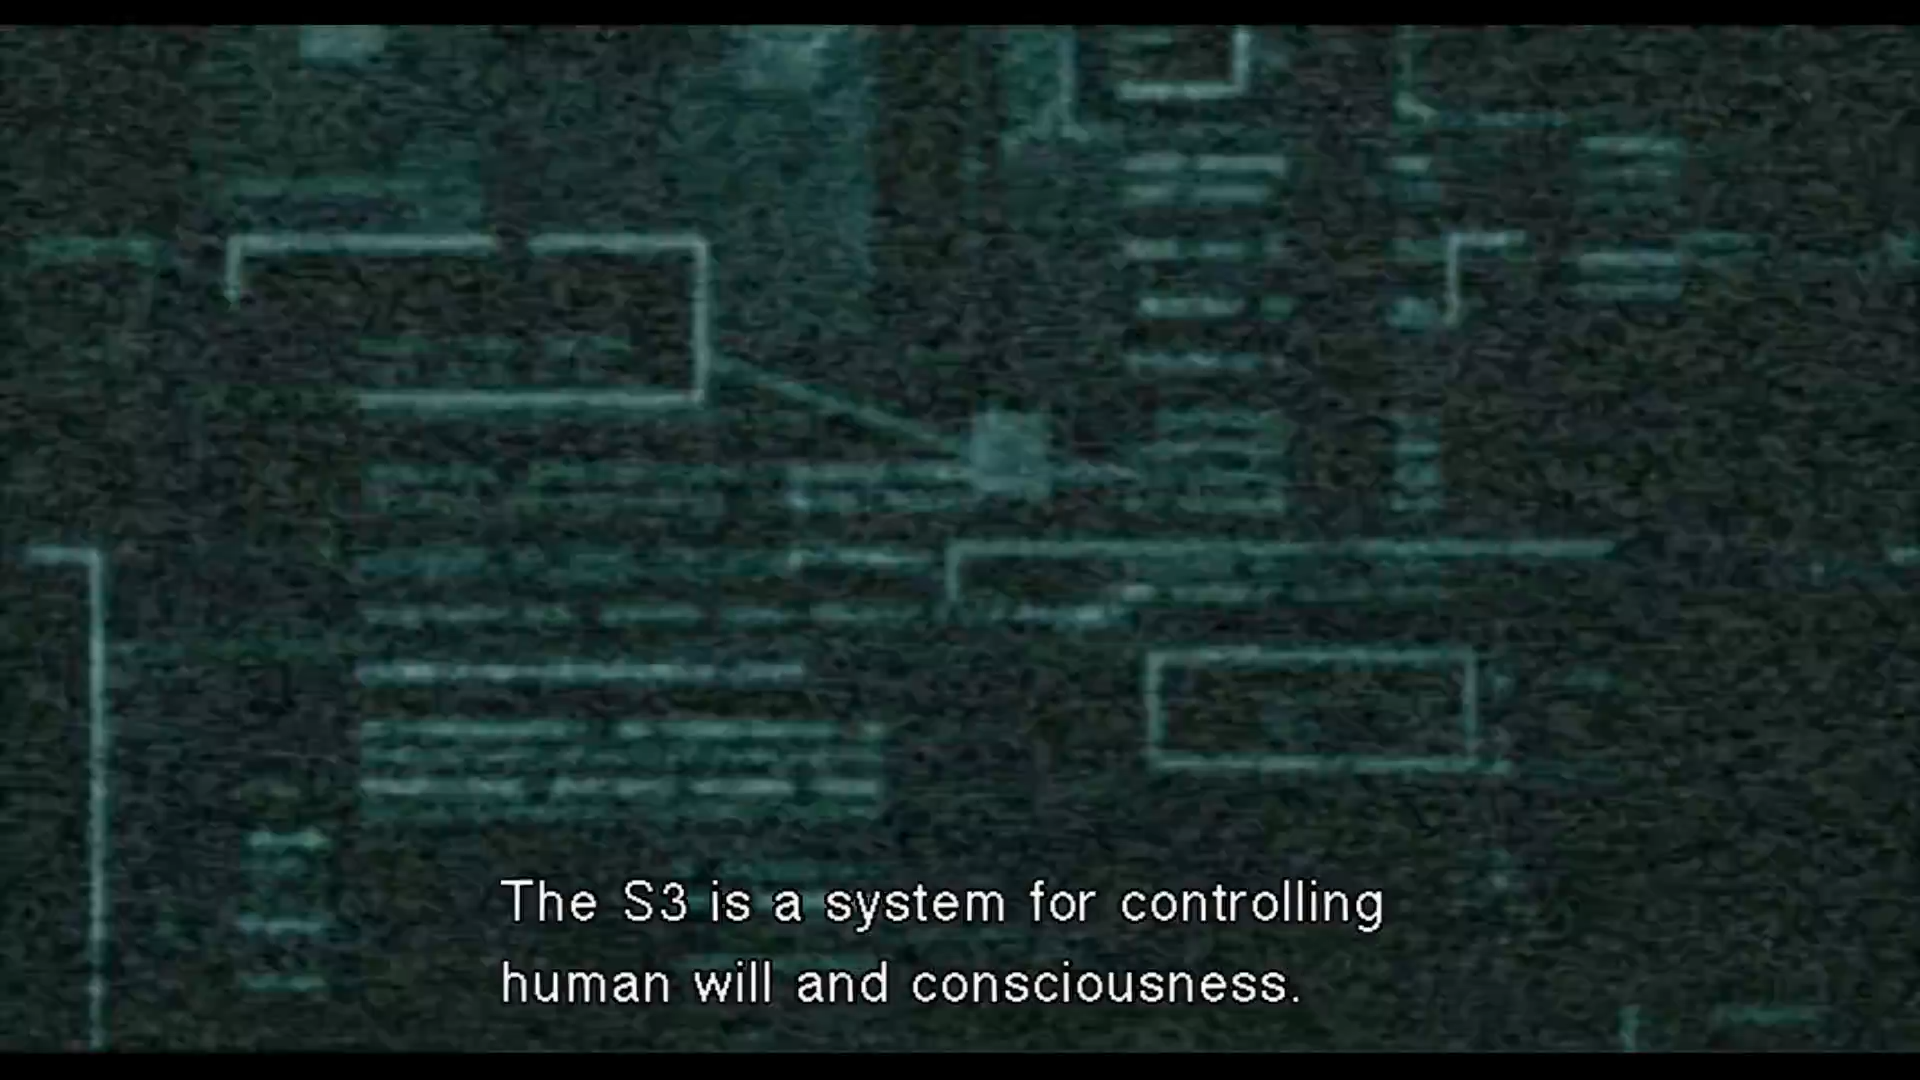 The S3 is a system for controlling
human will and consciousness.